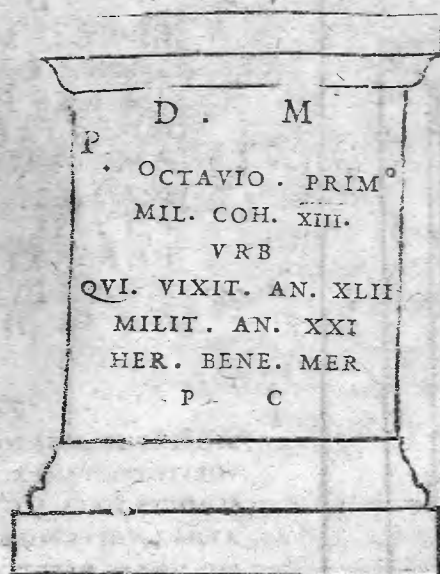 D . M
P.
OCTAVIO . PRIMO
MIL. COH. XIII.
VRB
QVI. VIXIT. AN. XLII
MILIT . AN. XXI
HER. BENE. MER
P C